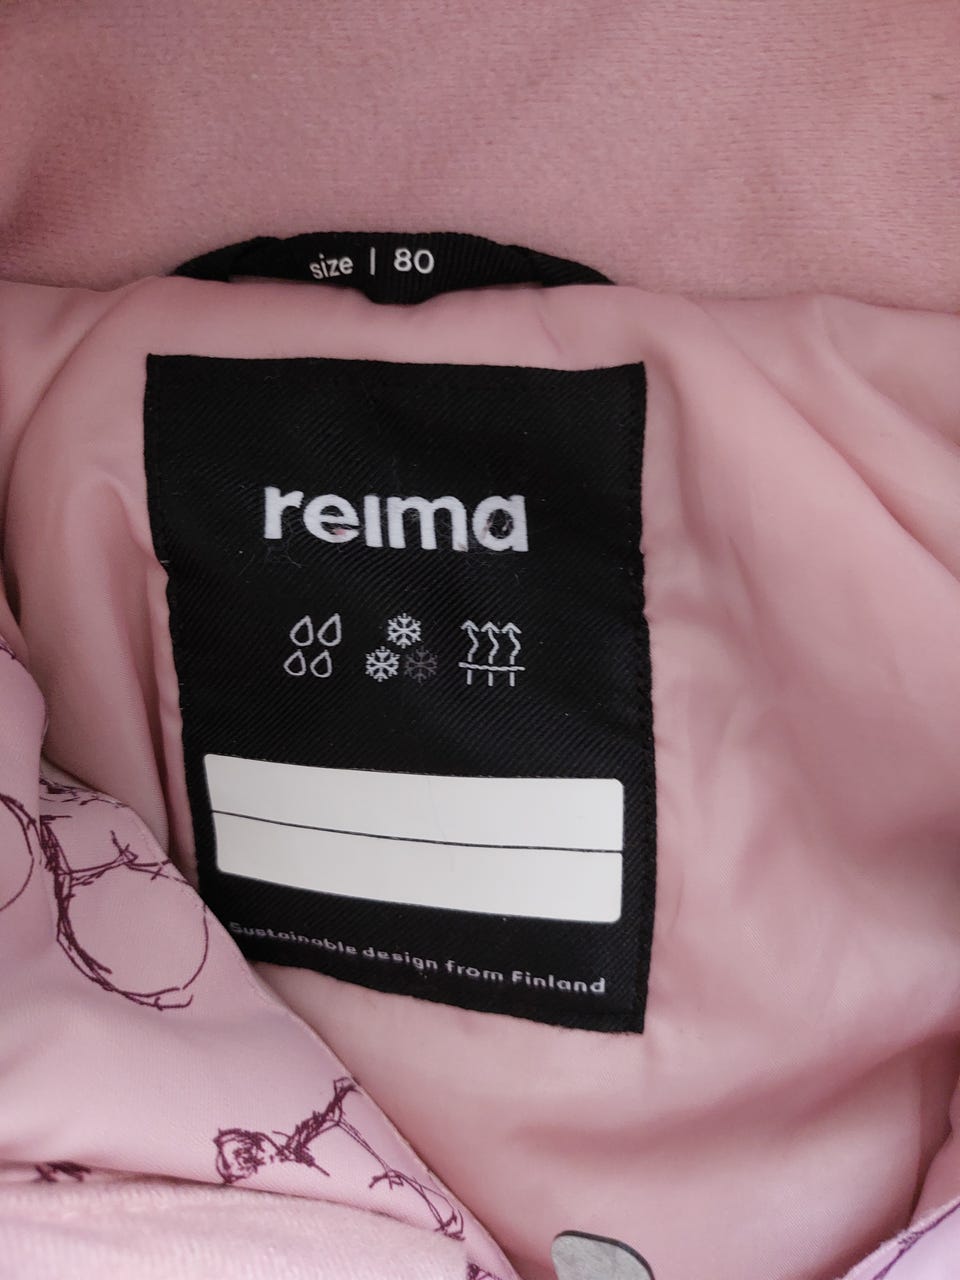 size | 80
reima
Sustainable design from Finland